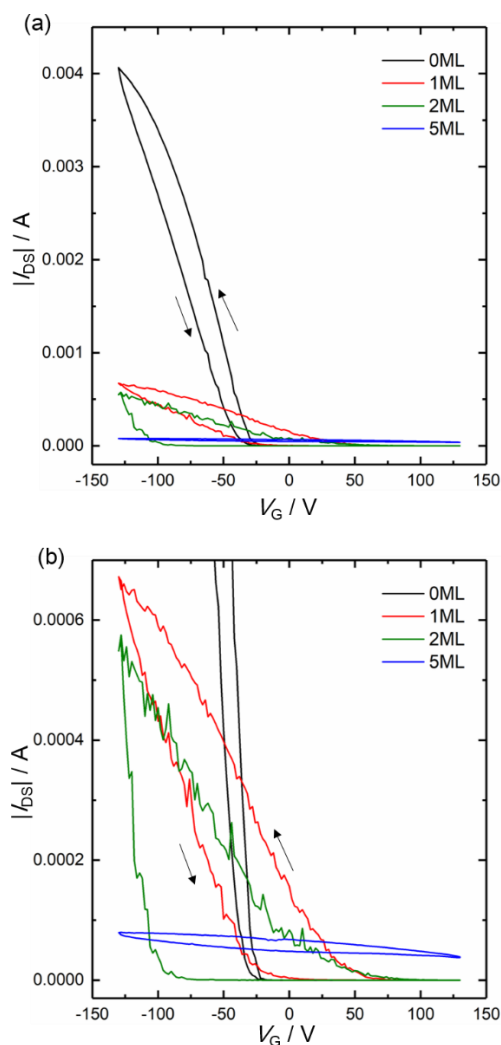 (a)
0ML
1ML
2ML
5ML
0.004
0.003
0.002
0.001
0.000
|IDS| / A
-150 -100 -50 0 50 100 150
VG / V
(b)
0ML
1ML
2ML
5ML
0.0006
0.0004
0.0002
0.0000
|IDS| / A
-150 -100 -50 0 50 100 150
VG / V